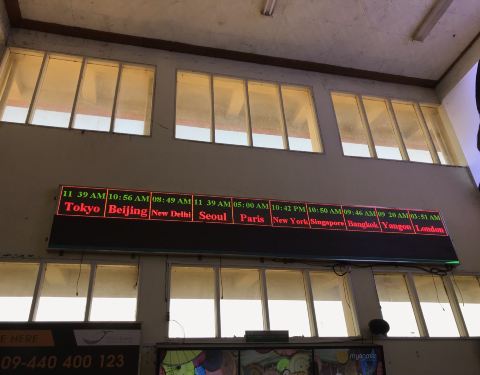 11 39 AM 10:56 AM 08:49 AM 11 39 AM 05:00 AM 10:42 PM 10:50 AM 09:46 AM 09 20 AM 03:51 AM
Tokyo Beijing New Delhi Seoul Paris New York Singapore Bangkok Yangon London
E HERE
09-440 400 123